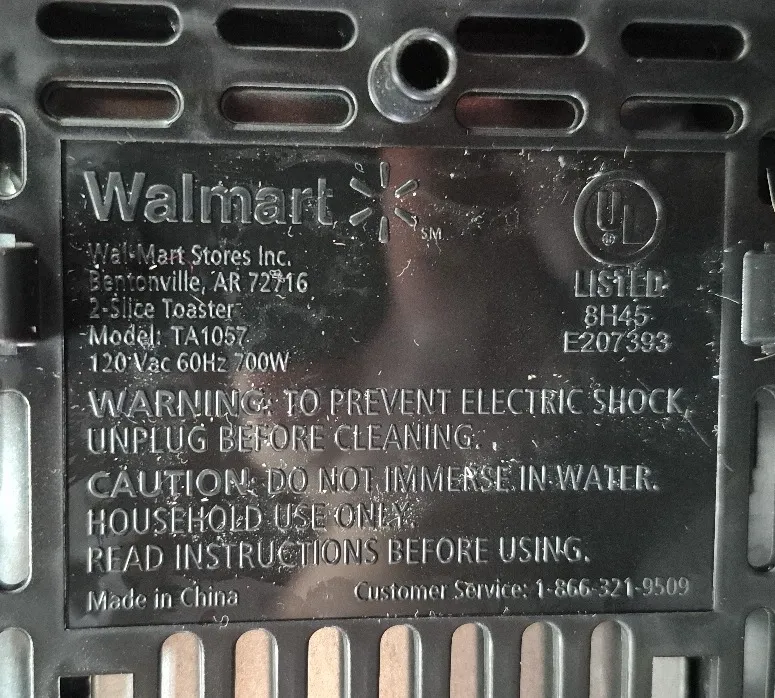 Walmart
SM
Wal-Mart Stores Inc.
Bentonville, AR 72716
2-Slice Toaster
Model: TA1057
120 Vac 60Hz 700W
UL
LISTED
8H45
E207393
WARNING: TO PREVENT ELECTRIC SHOCK,
UNPLUG BEFORE CLEANING.
CAUTION: DO NOT IMMERSE IN WATER.
HOUSEHOLD USE ONLY.
READ INSTRUCTIONS BEFORE USING.
Made in China
Customer Service: 1-866-321-9509